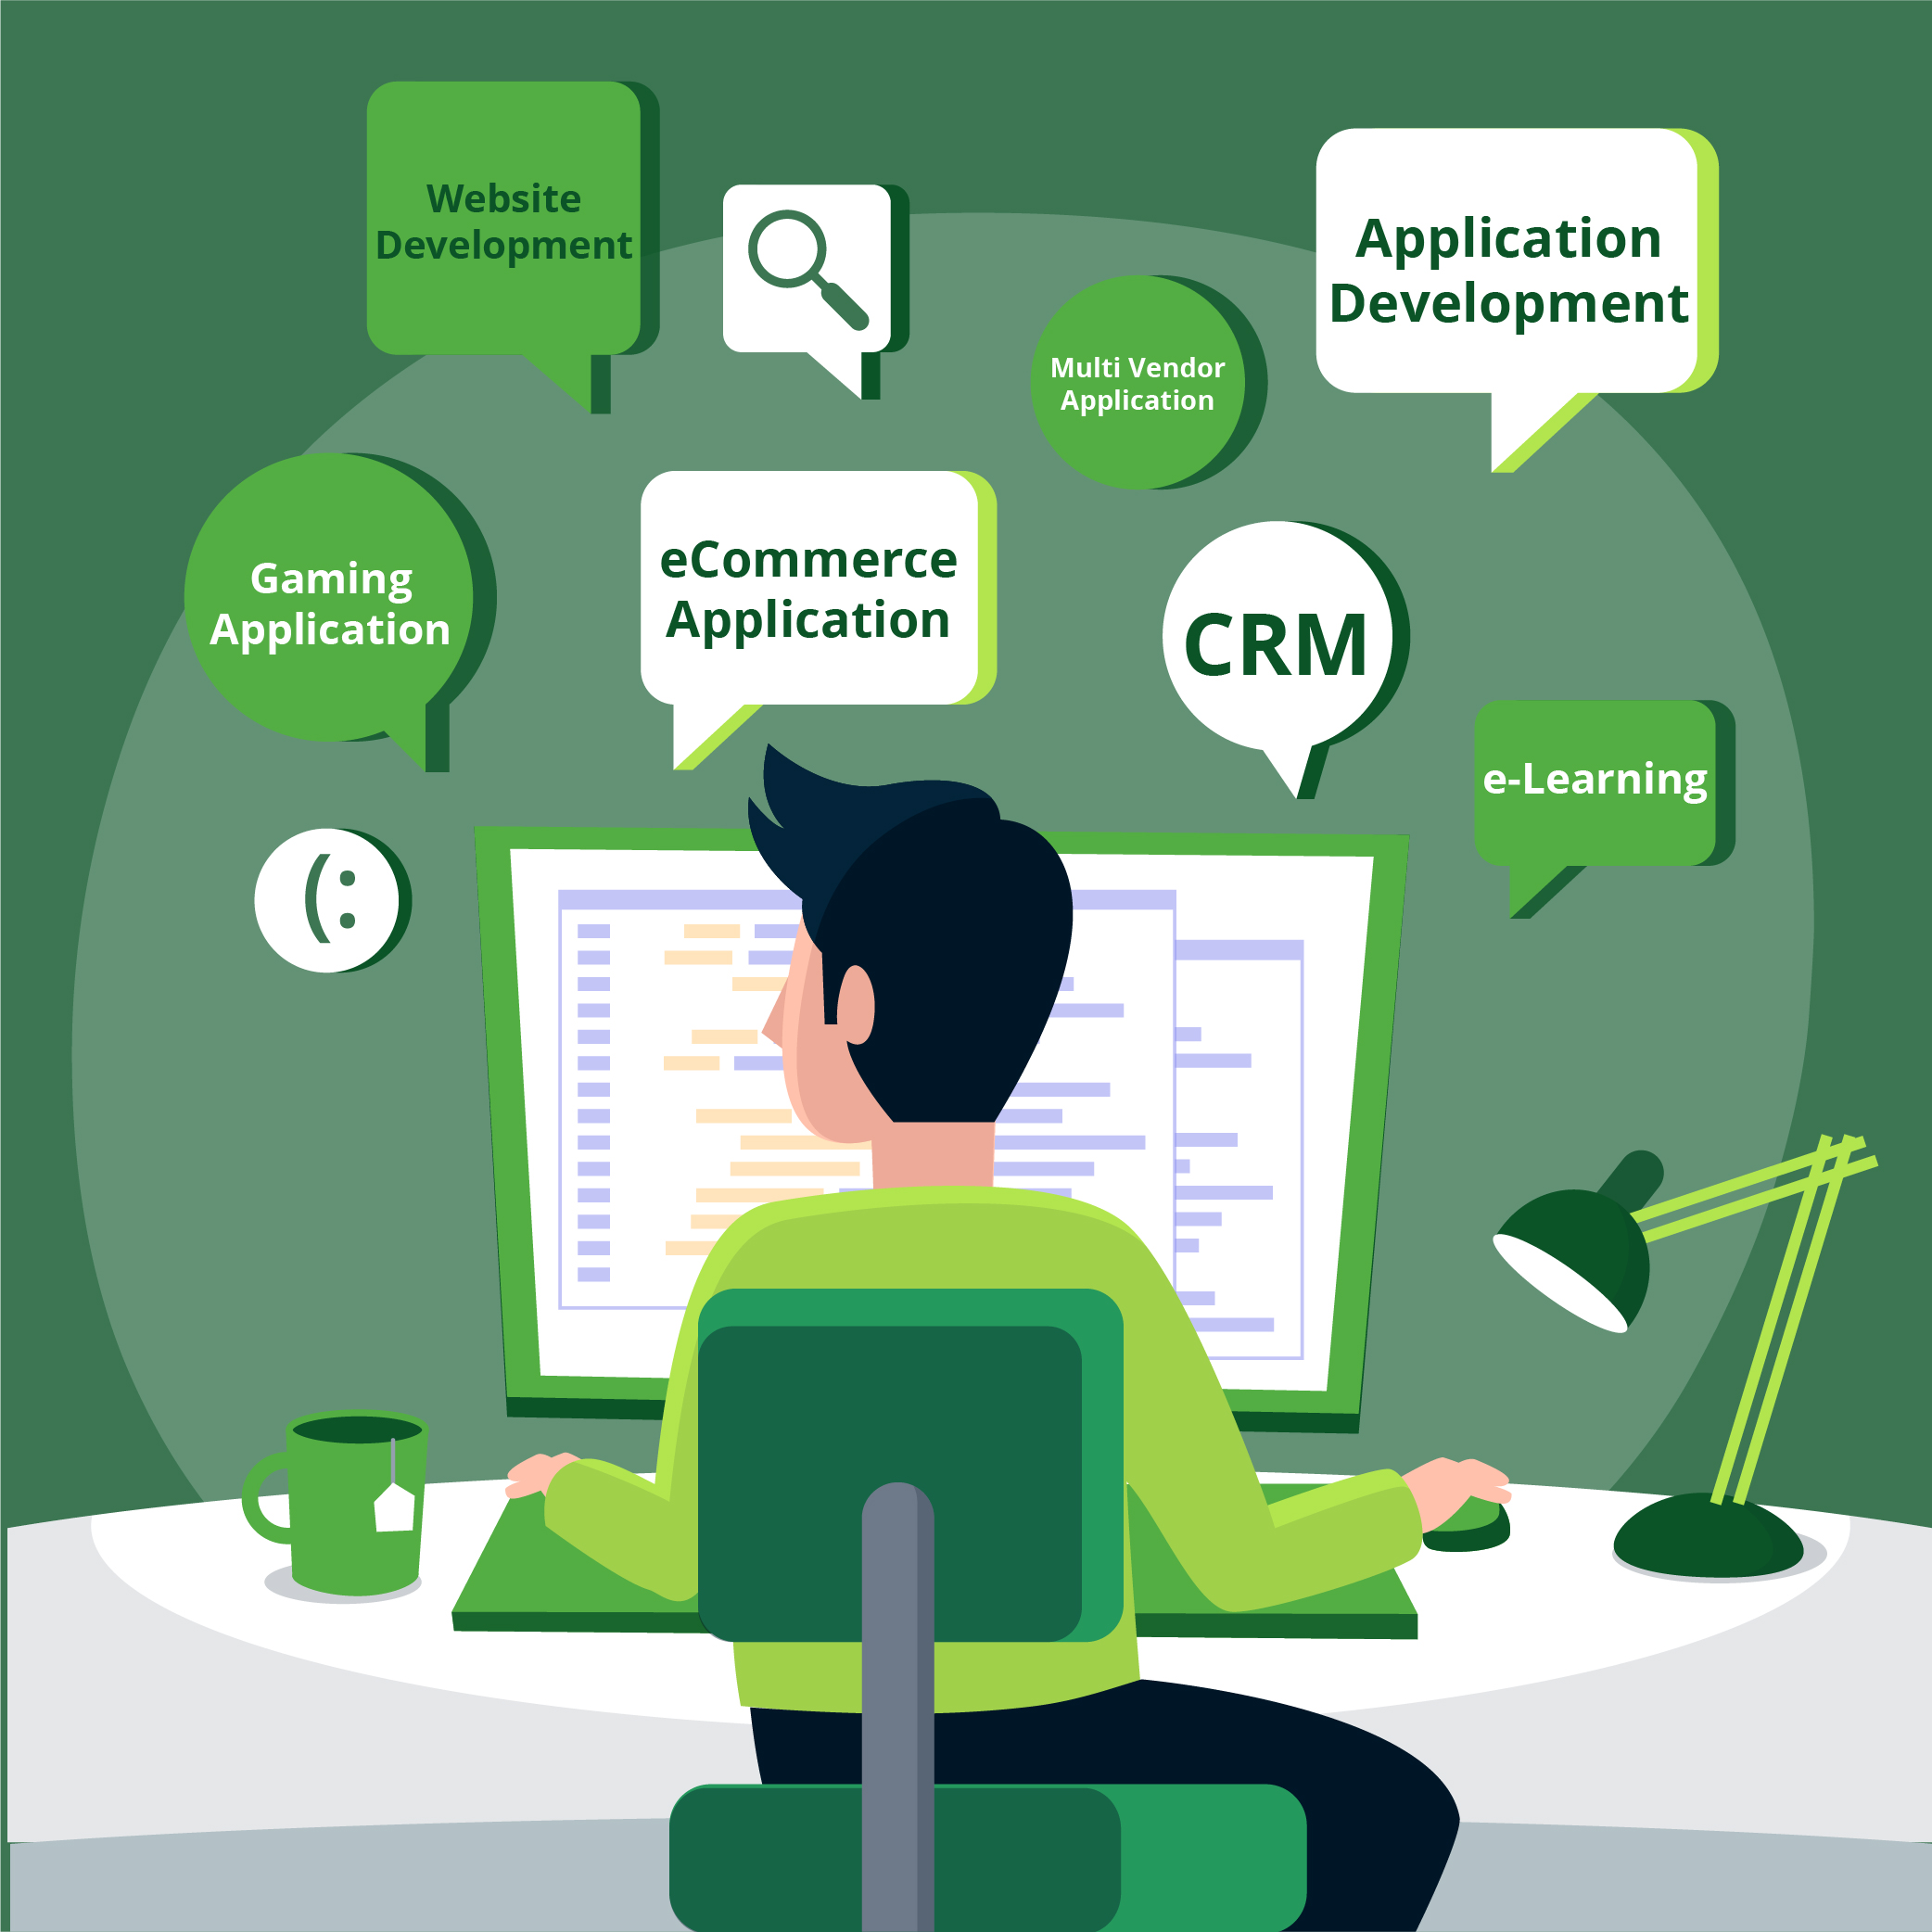 Website
Development
Application
Development
Multi Vendor
Application
Gaming
Application
eCommerce
Application
CRM
e-Learning
(: